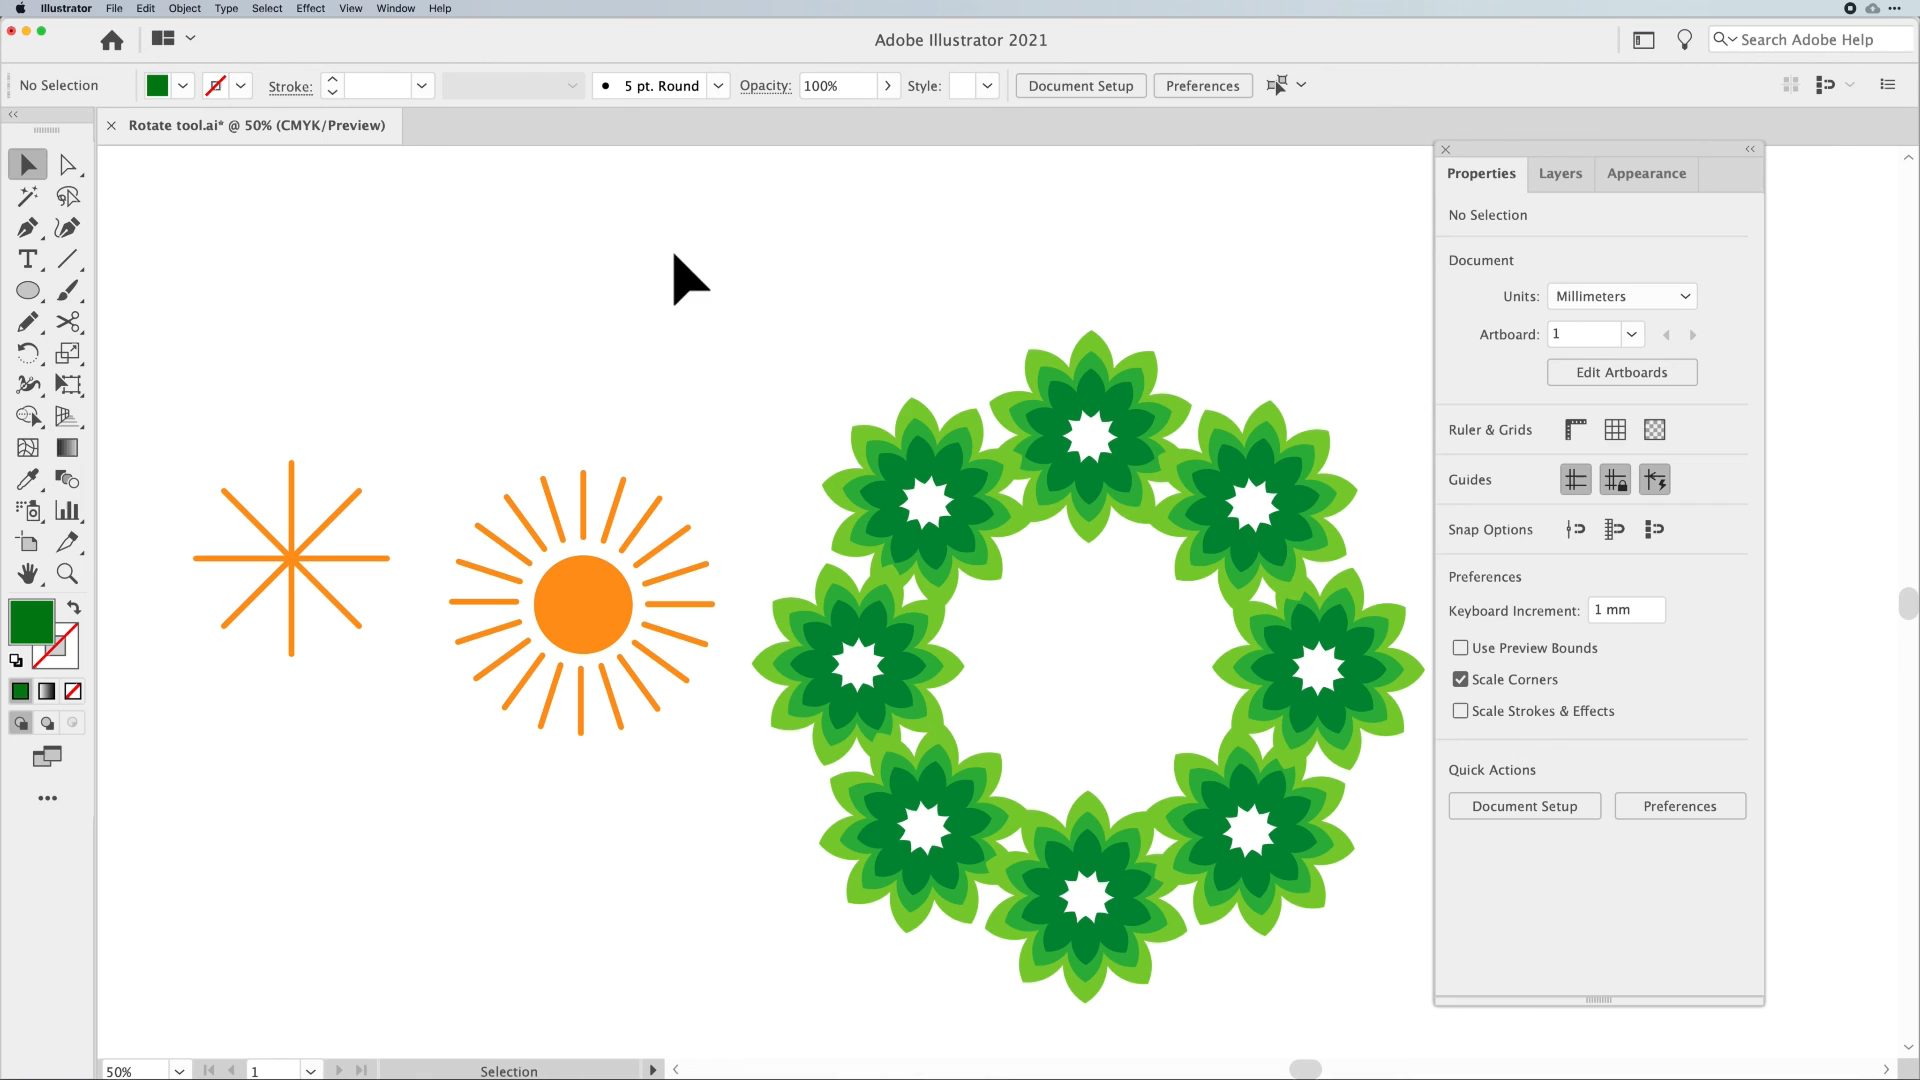 Illustrator File Edit Object Type Select Effect View Window Help
Adobe Illustrator 2021
Search Adobe Help
No Selection
Stroke:
5 pt. Round
Opacity:
100%
Style:
Document Setup
Preferences
Rotate tool.ai* @ 50% (CMYK/Preview)
Properties
Layers
Appearance
No Selection
Document
Units:
Millimeters
Artboard:
1
Edit Artboards
Ruler & Grids
Guides
Snap Options
Preferences
Keyboard Increment:
1 mm
Use Preview Bounds
Scale Corners
Scale Strokes & Effects
Quick Actions
Document Setup
Preferences
50%
1
Selection